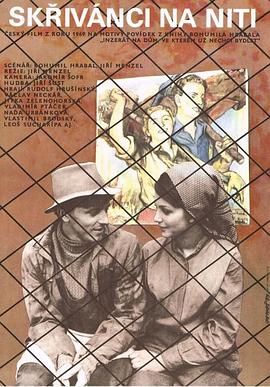 SKŘIVÁNCI NA NITI
ČESKÝ FILM Z ROKU 1969 NA MOTIVY POVÍDEK Z KNIHY BOHUMILA HRABALA
„INZERÁT NA DŮM, VE KTERÉM UŽ NECHCI BYDLET"
SCÉNÁŘ: BOHUMIL HRABAL, JIŘÍ MENZEL
REŽIE: JIŘÍ MENZEL
KAMERA: JAROMÍR ŠOFR
HUDBA: JIŘÍ ŠUST
HRAJÍ: RUDOLF HRUŠÍNSKÝ,
VÁCLAV NECKÁŘ,
JITKA ZELENOHORSKÁ,
VLADIMÍR PTÁČEK,
NAĎA URBÁNKOVÁ,
VLASTIMIL BRODSKÝ,
LEOŠ SUCHAŘÍPA AJ.